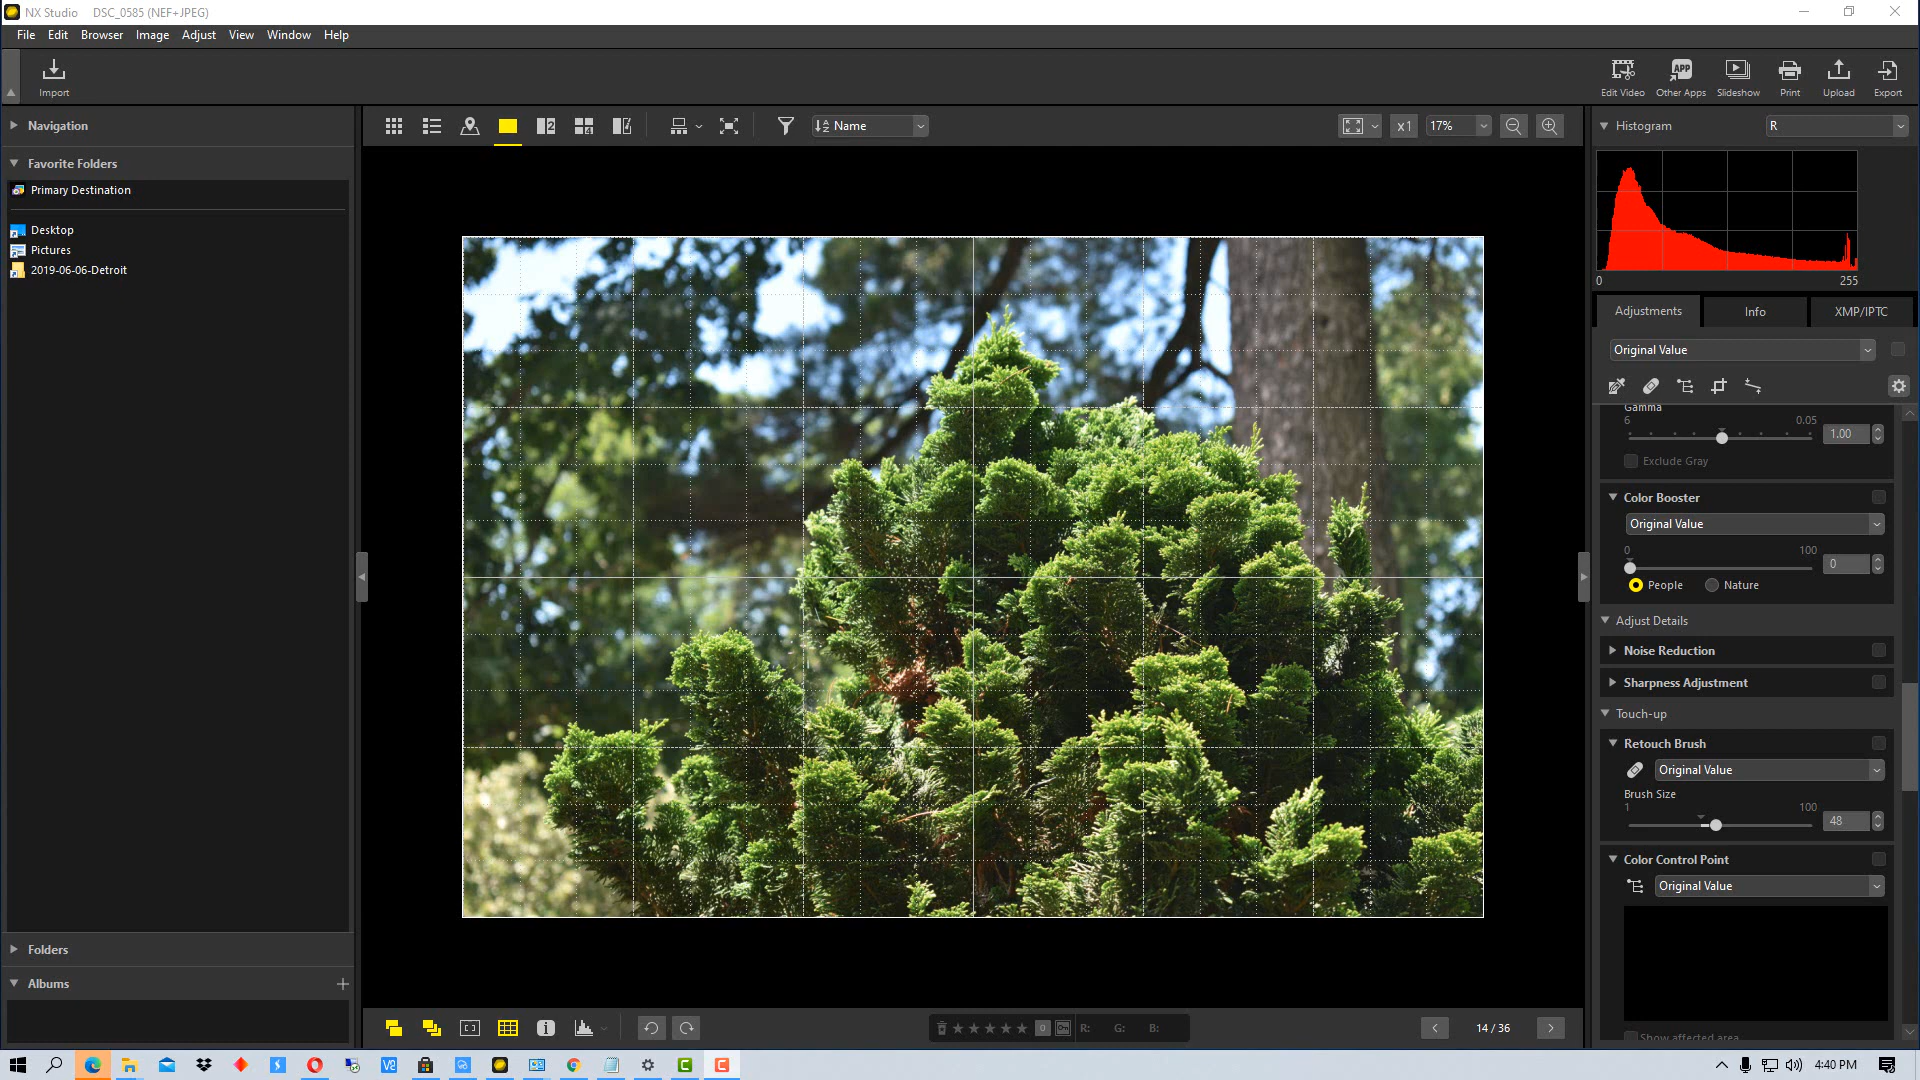 NX Studio DSC_0585 (NEF+JPEG)
File Edit Browser Image Adjust View Window Help
Import
Edit Video Other Apps Slideshow Print Upload Export
Navigation
Name
x1 17%
Histogram R
Favorite Folders
Primary Destination
Desktop
Pictures
2019-06-06-Detroit
0 255
Adjustments Info XMP/IPTC
Original Value
Gamma
6 0.05
1.00
Exclude Gray
Color Booster
Original Value
0 100
0
People Nature
Adjust Details
Noise Reduction
Sharpness Adjustment
Touch-up
Retouch Brush
Original Value
Brush Size
1 100
48
Color Control Point
Original Value
Show affected area
Folders
Albums
0 R: G: B:
14 / 36
4:40 PM